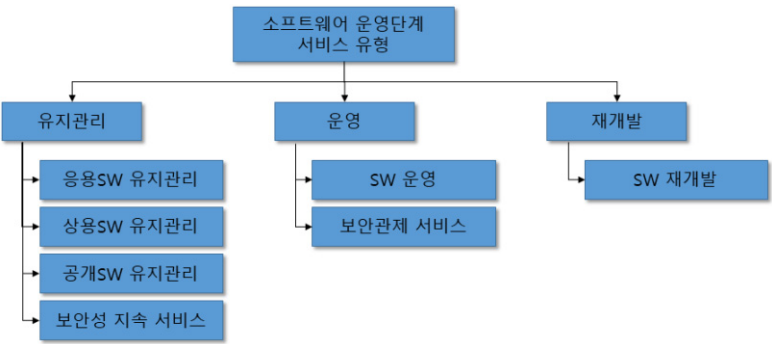 소프트웨어 운영단계
서비스 유형
유지관리
운영
재개발
응용SW 유지관리
SW 운영
SW 재개발
상용SW 유지관리
보안관제 서비스
공개SW 유지관리
보안성 지속 서비스